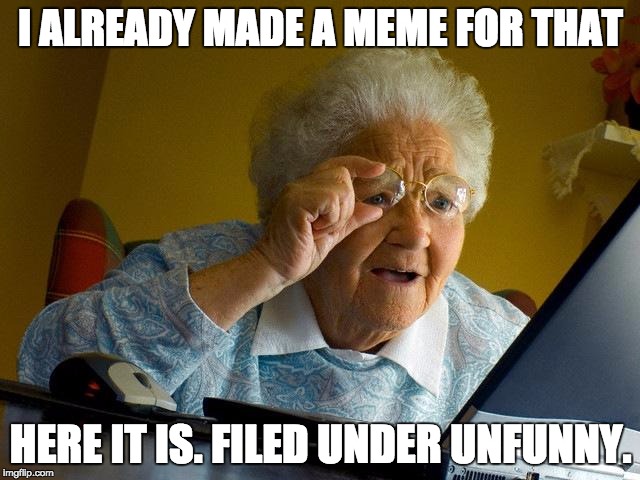 I ALREADY MADE A MEME FOR THAT
HERE IT IS. FILED UNDER UNFUNNY.
imgflip.com